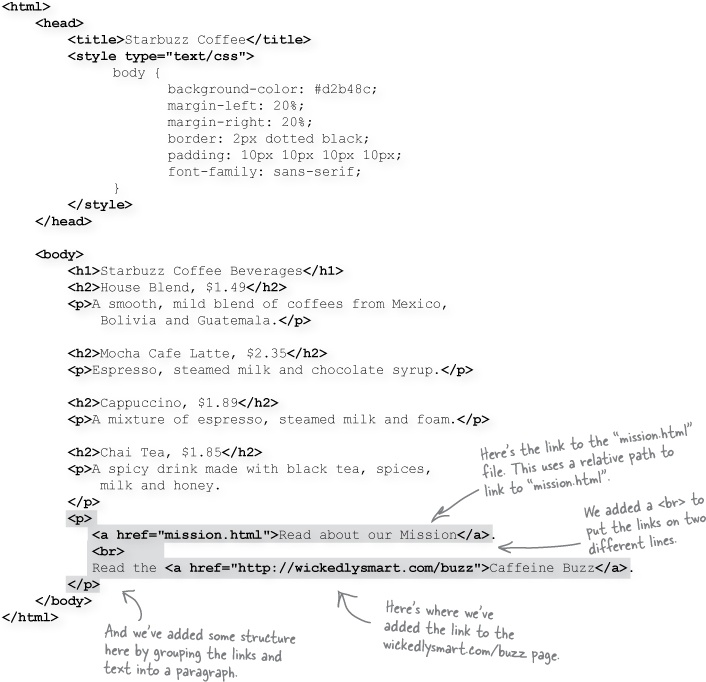 <html>
<head>
<title>Starbuzz Coffee</title>
<style type="text/css">
body {
background-color: #d2b48c;
margin-left: 20%;
margin-right: 20%;
border: 2px dotted black;
padding: 10px 10px 10px 10px;
font-family: sans-serif;
}
</style>
</head>
<body>
<h1>Starbuzz Coffee Beverages</h1>
<h2>House Blend, $1.49</h2>
<p>A smooth, mild blend of coffees from Mexico,
Bolivia and Guatemala.</p>
<h2>Mocha Cafe Latte, $2.35</h2>
<p>Espresso, steamed milk and chocolate syrup.</p>
<h2>Cappuccino, $1.89</h2>
<p>A mixture of espresso, steamed milk and foam.</p>
<h2>Chai Tea, $1.85</h2>
<p>A spicy drink made with black tea, spices,
milk and honey.
</p>
<p>
<a href="mission.html">Read about our Mission</a>.
<br>
Read the <a href="http://wickedlysmart.com/buzz">Caffeine Buzz</a>.
</p>
</body>
</html>
Here's the link to the "mission.html"
file. This uses a relative path to
link to "mission.html".
We added a <br> to
put the links on two
different lines.
And we've added some structure
here by grouping the links and
text into a paragraph.
Here's where we've
added the link to the
wickedlysmart.com/buzz page.